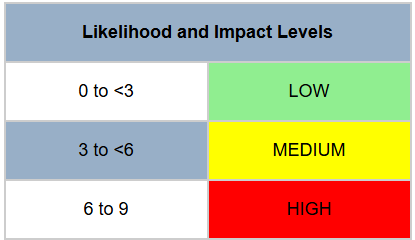 Likelihood and Impact Levels
0 to <3 LOW
3 to <6 MEDIUM
6 to 9 HIGH